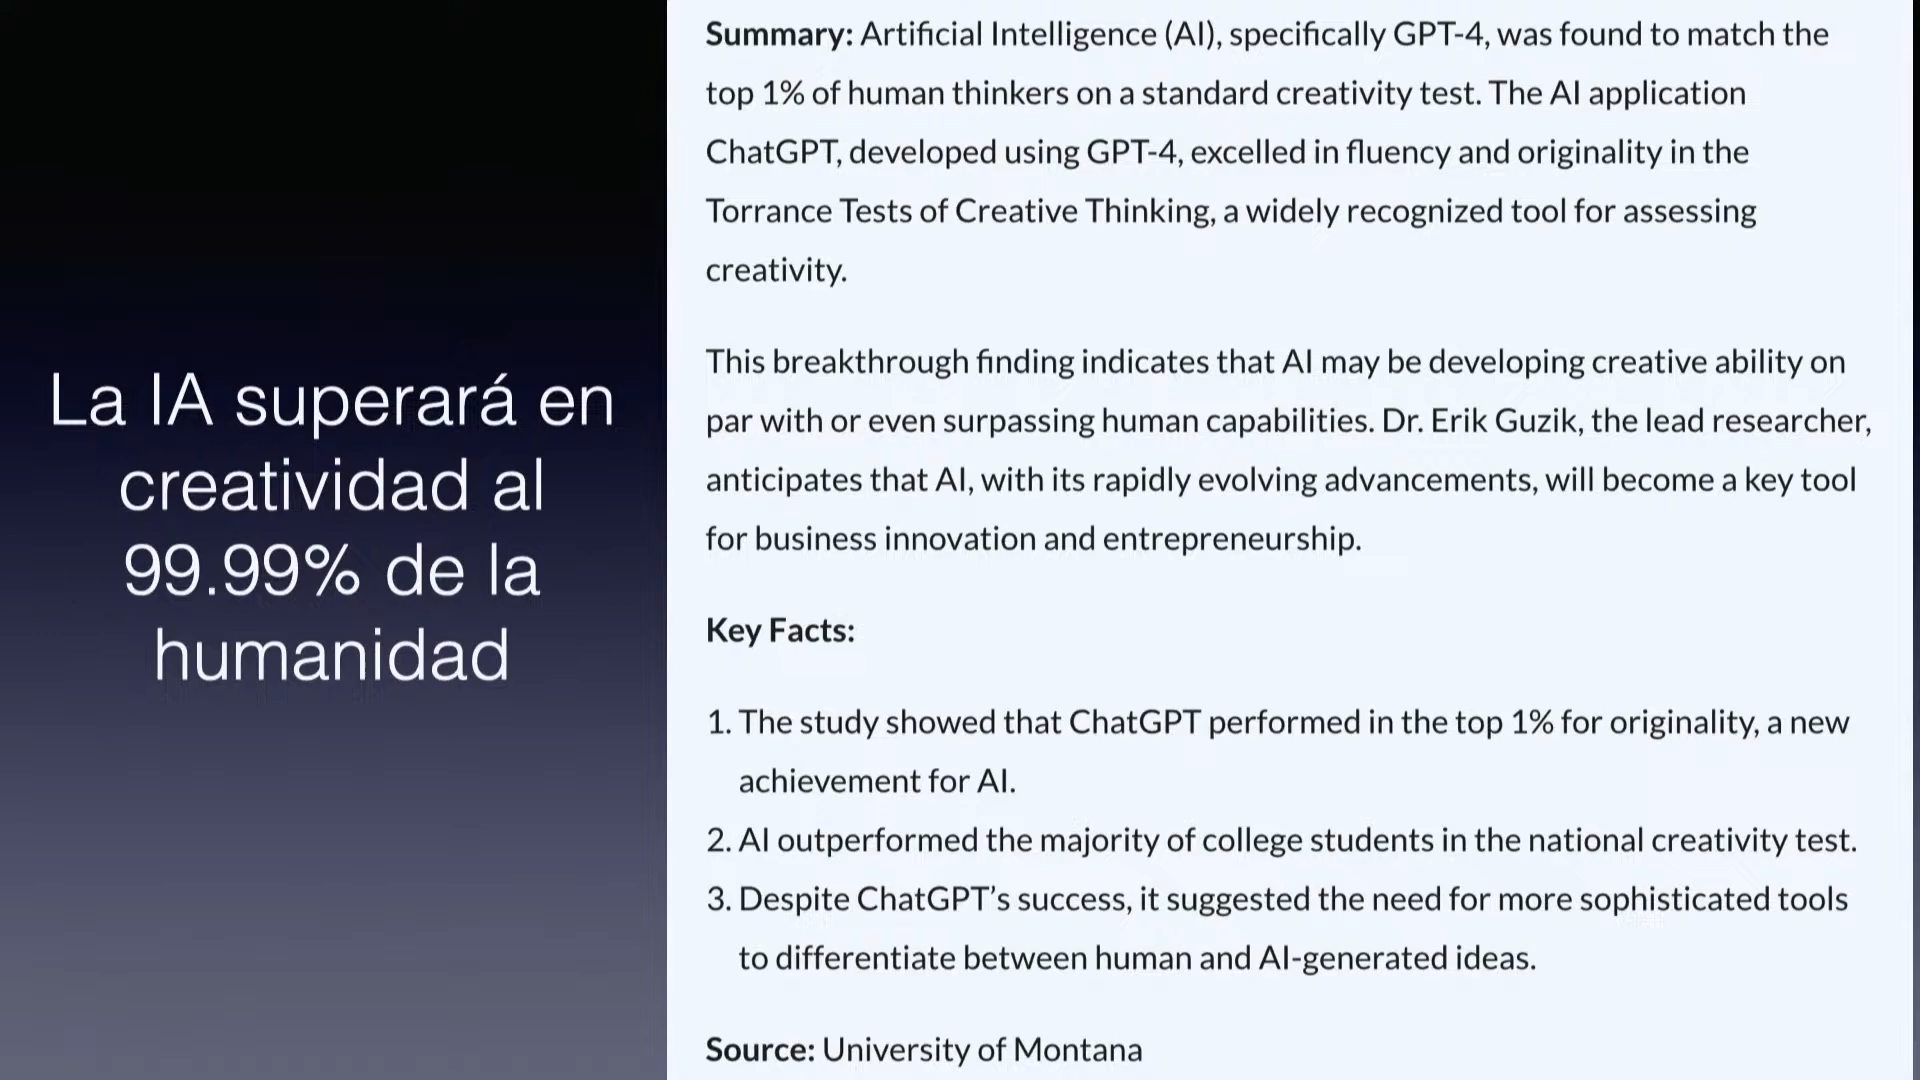 La IA superará en
creatividad al
99.99% de la
humanidad
Summary: Artificial Intelligence (AI), specifically GPT-4, was found to match the
top 1% of human thinkers on a standard creativity test. The AI application
ChatGPT, developed using GPT-4, excelled in fluency and originality in the
Torrance Tests of Creative Thinking, a widely recognized tool for assessing
creativity.
This breakthrough finding indicates that AI may be developing creative ability on
par with or even surpassing human capabilities. Dr. Erik Guzik, the lead researcher,
anticipates that AI, with its rapidly evolving advancements, will become a key tool
for business innovation and entrepreneurship.
Key Facts:
1. The study showed that ChatGPT performed in the top 1% for originality, a new
achievement for AI.
2. AI outperformed the majority of college students in the national creativity test.
3. Despite ChatGPT’s success, it suggested the need for more sophisticated tools
to differentiate between human and AI-generated ideas.
Source: University of Montana